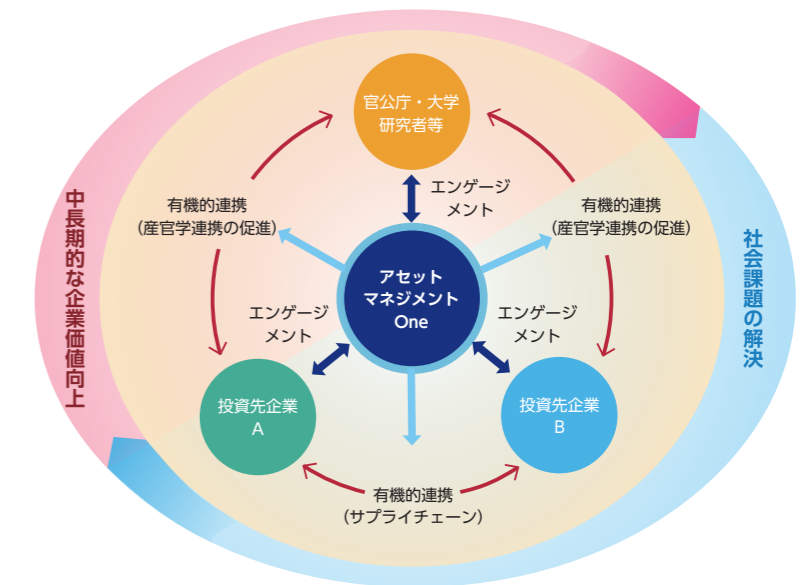 官公庁・大学
研究者等
エンゲージ
メント
有機的連携
（産官学連携の促進）
有機的連携
（産官学連携の促進）
中長期的な企業価値向上
社会課題の解決
アセット
マネジメント
One
エンゲージ
メント
エンゲージ
メント
投資先企業
A
投資先企業
B
有機的連携
（サプライチェーン）